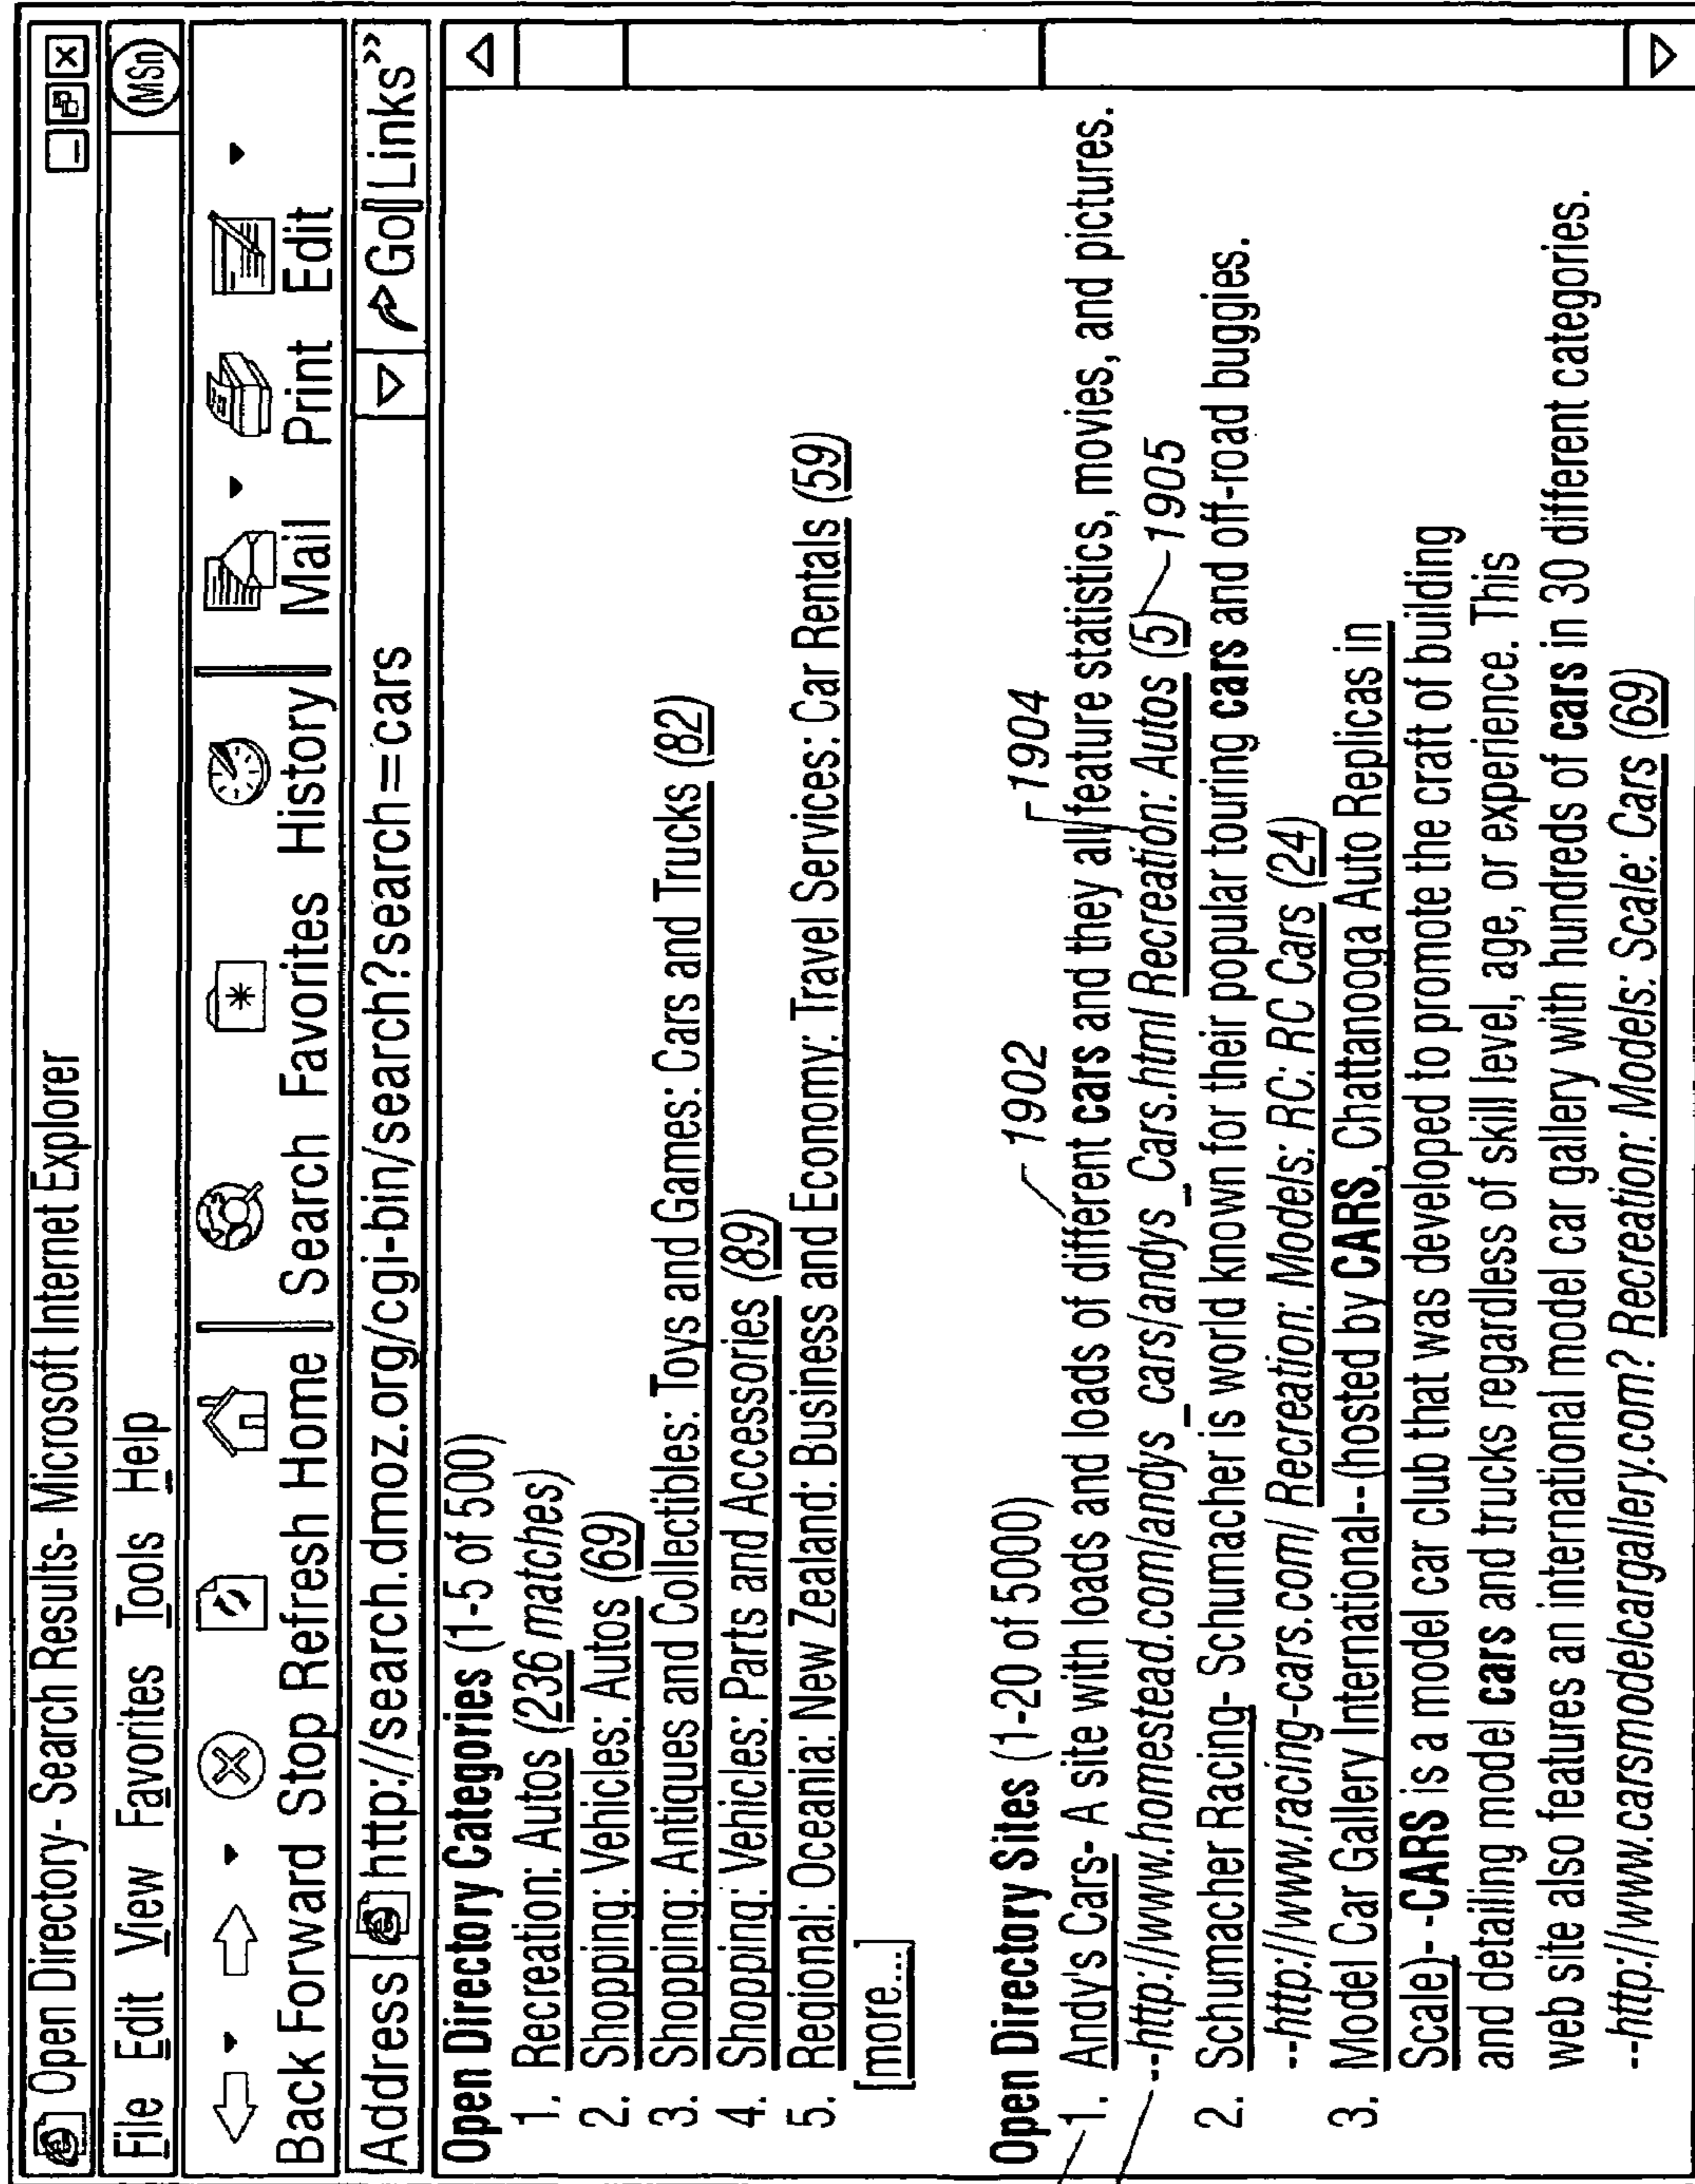 Open Directory- Search Results- Microsoft Internet Explorer
File Edit View Favorites Tools Help
MSn
Back Forward Stop Refresh Home Search Favorites History Mail Print Edit
Address http://search.dmoz.org/cgi-bin/search?search=cars Go Links >>
Open Directory Categories (1-5 of 500)
1. Recreation: Autos (236 matches)
2. Shopping: Vehicles: Autos (69)
3. Shopping: Antiques and Collectibles: Toys and Games: Cars and Trucks (82)
4. Shopping: Vehicles: Parts and Accessories (89)
5. Regional: Oceania: New Zealand: Business and Economy: Travel Services: Car Rentals (59)
[more...]
1902
1904
Open Directory Sites (1-20 of 5000)
1. Andy's Cars- A site with loads and loads of different cars and they all feature statistics, movies, and pictures.
--http://www.homestead.com/andys_cars/andys_Cars.html Recreation: Autos (5) 1905
2. Schumacher Racing- Schumacher is world known for their popular touring cars and off-road buggies.
--http://www.racing-cars.com/ Recreation: Models: RC: RC Cars (24)
3. Model Car Gallery International--(hosted by CARS, Chattanooga Auto Replicas in
Scale)- -CARS is a model car club that was developed to promote the craft of building
and detailing model cars and trucks regardless of skill level, age, or experience. This
web site also features an international model car gallery with hundreds of cars in 30 different categories.
--http://www.carsmodelcargallery.com? Recreation: Models: Scale: Cars (69)